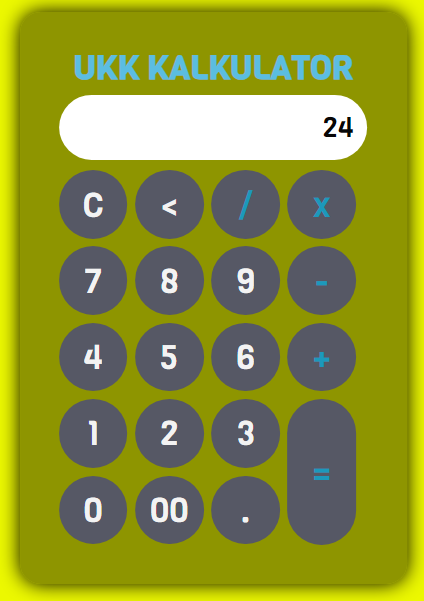 UKK KALKULATOR
24
C < / x
7 8 9 -
4 5 6 +
1 2 3 =
0 00 .